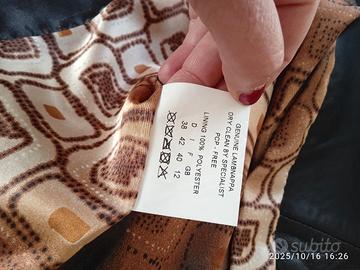 GENUINE LAMBNAPPA
DRY CLEAN BY SPECIALIST
PCP - FREE
LINING 100% POLYESTER
D I F GB
38 42 40 12
subito
2025/10/16 16:26